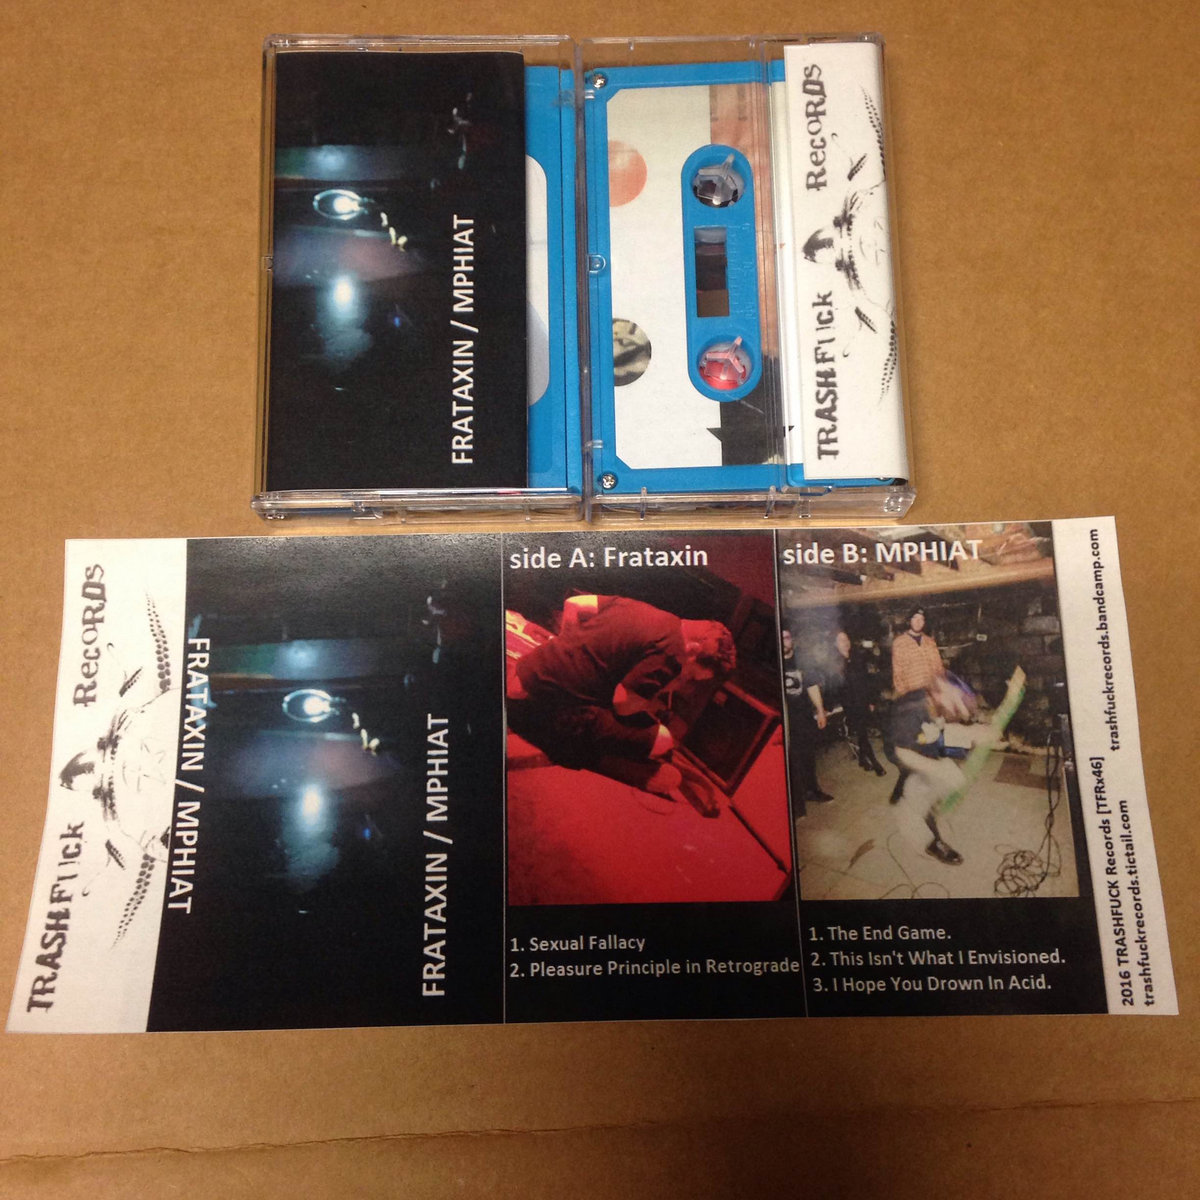 FRATAXIN / MPHIAT
TRASHFUCK RecoRDs
TRASHFUCK RecoRDs
FRATAXIN / MPHIAT
FRATAXIN / MPHIAT
side A: Frataxin
1. Sexual Fallacy
2. Pleasure Principle in Retrograde
side B: MPHIAT
1. The End Game.
2. This Isn't What I Envisioned.
3. I Hope You Drown In Acid.
2016 TRASHFUCK Records [TFRx46] trashfuckrecords.bandcamp.com
trashfuckrecords.tictail.com